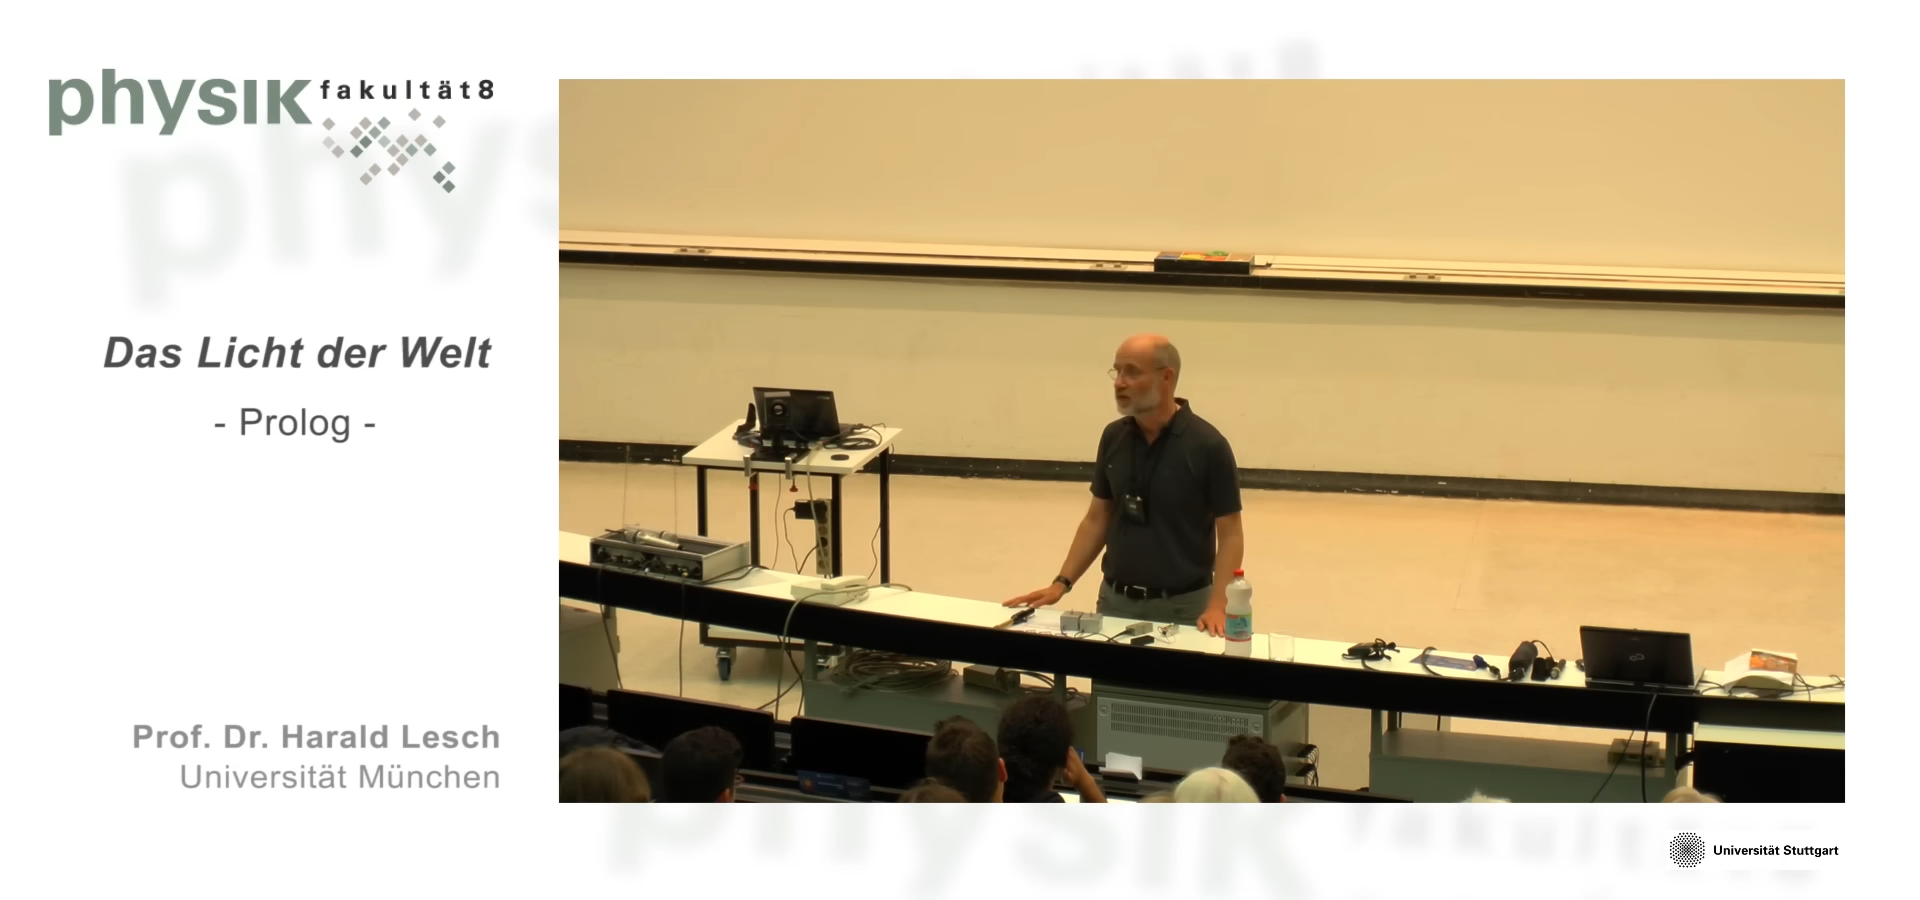 physik fakultät8
Das Licht der Welt
- Prolog -
Prof. Dr. Harald Lesch
Universität München
Universität Stuttgart